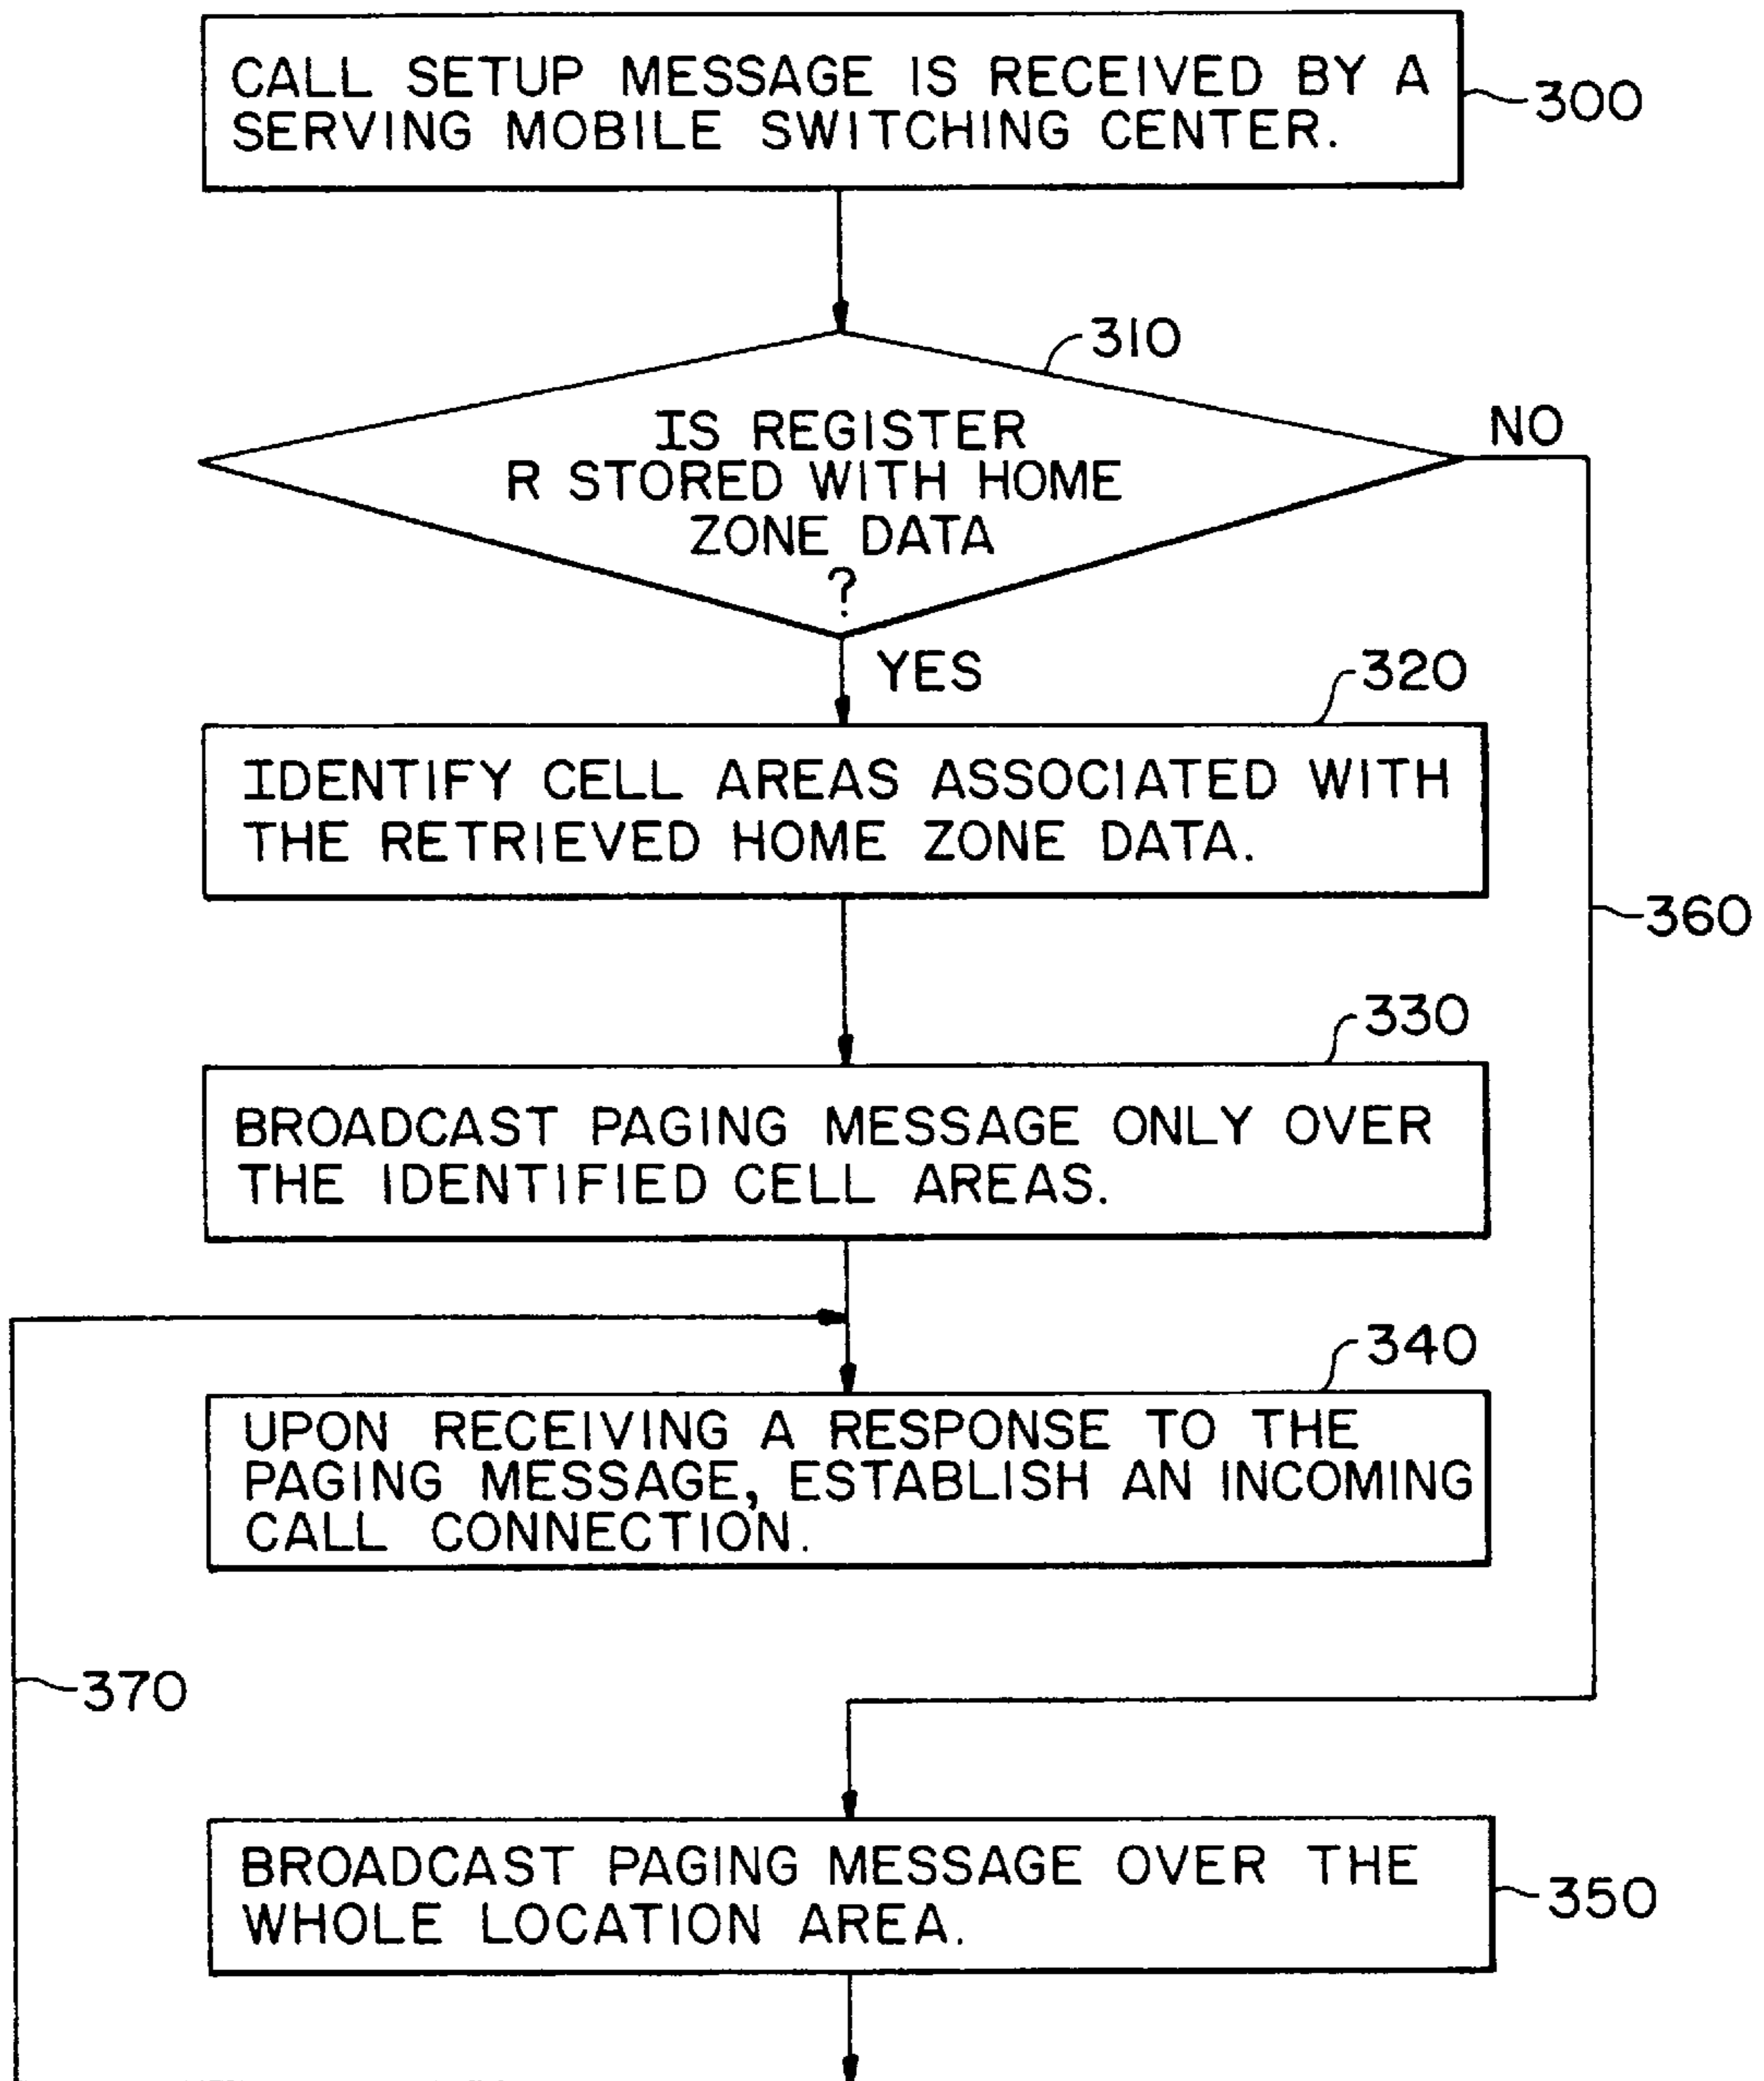 CALL SETUP MESSAGE IS RECEIVED BY A
SERVING MOBILE SWITCHING CENTER.
300
310
IS REGISTER
R STORED WITH HOME
ZONE DATA
?
NO
YES
320
IDENTIFY CELL AREAS ASSOCIATED WITH
THE RETRIEVED HOME ZONE DATA.
360
330
BROADCAST PAGING MESSAGE ONLY OVER
THE IDENTIFIED CELL AREAS.
340
UPON RECEIVING A RESPONSE TO THE
PAGING MESSAGE, ESTABLISH AN INCOMING
CALL CONNECTION.
370
BROADCAST PAGING MESSAGE OVER THE
WHOLE LOCATION AREA.
350